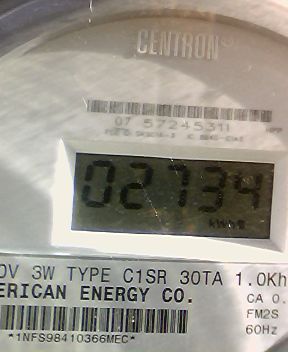 CENTRON
07 57245311
02734
kWh
0V 3W TYPE C1SR 30TA 1.0Kh
ERICAN ENERGY CO.
CA 0.
FM2S
60Hz
*1NFS98410366MEC*